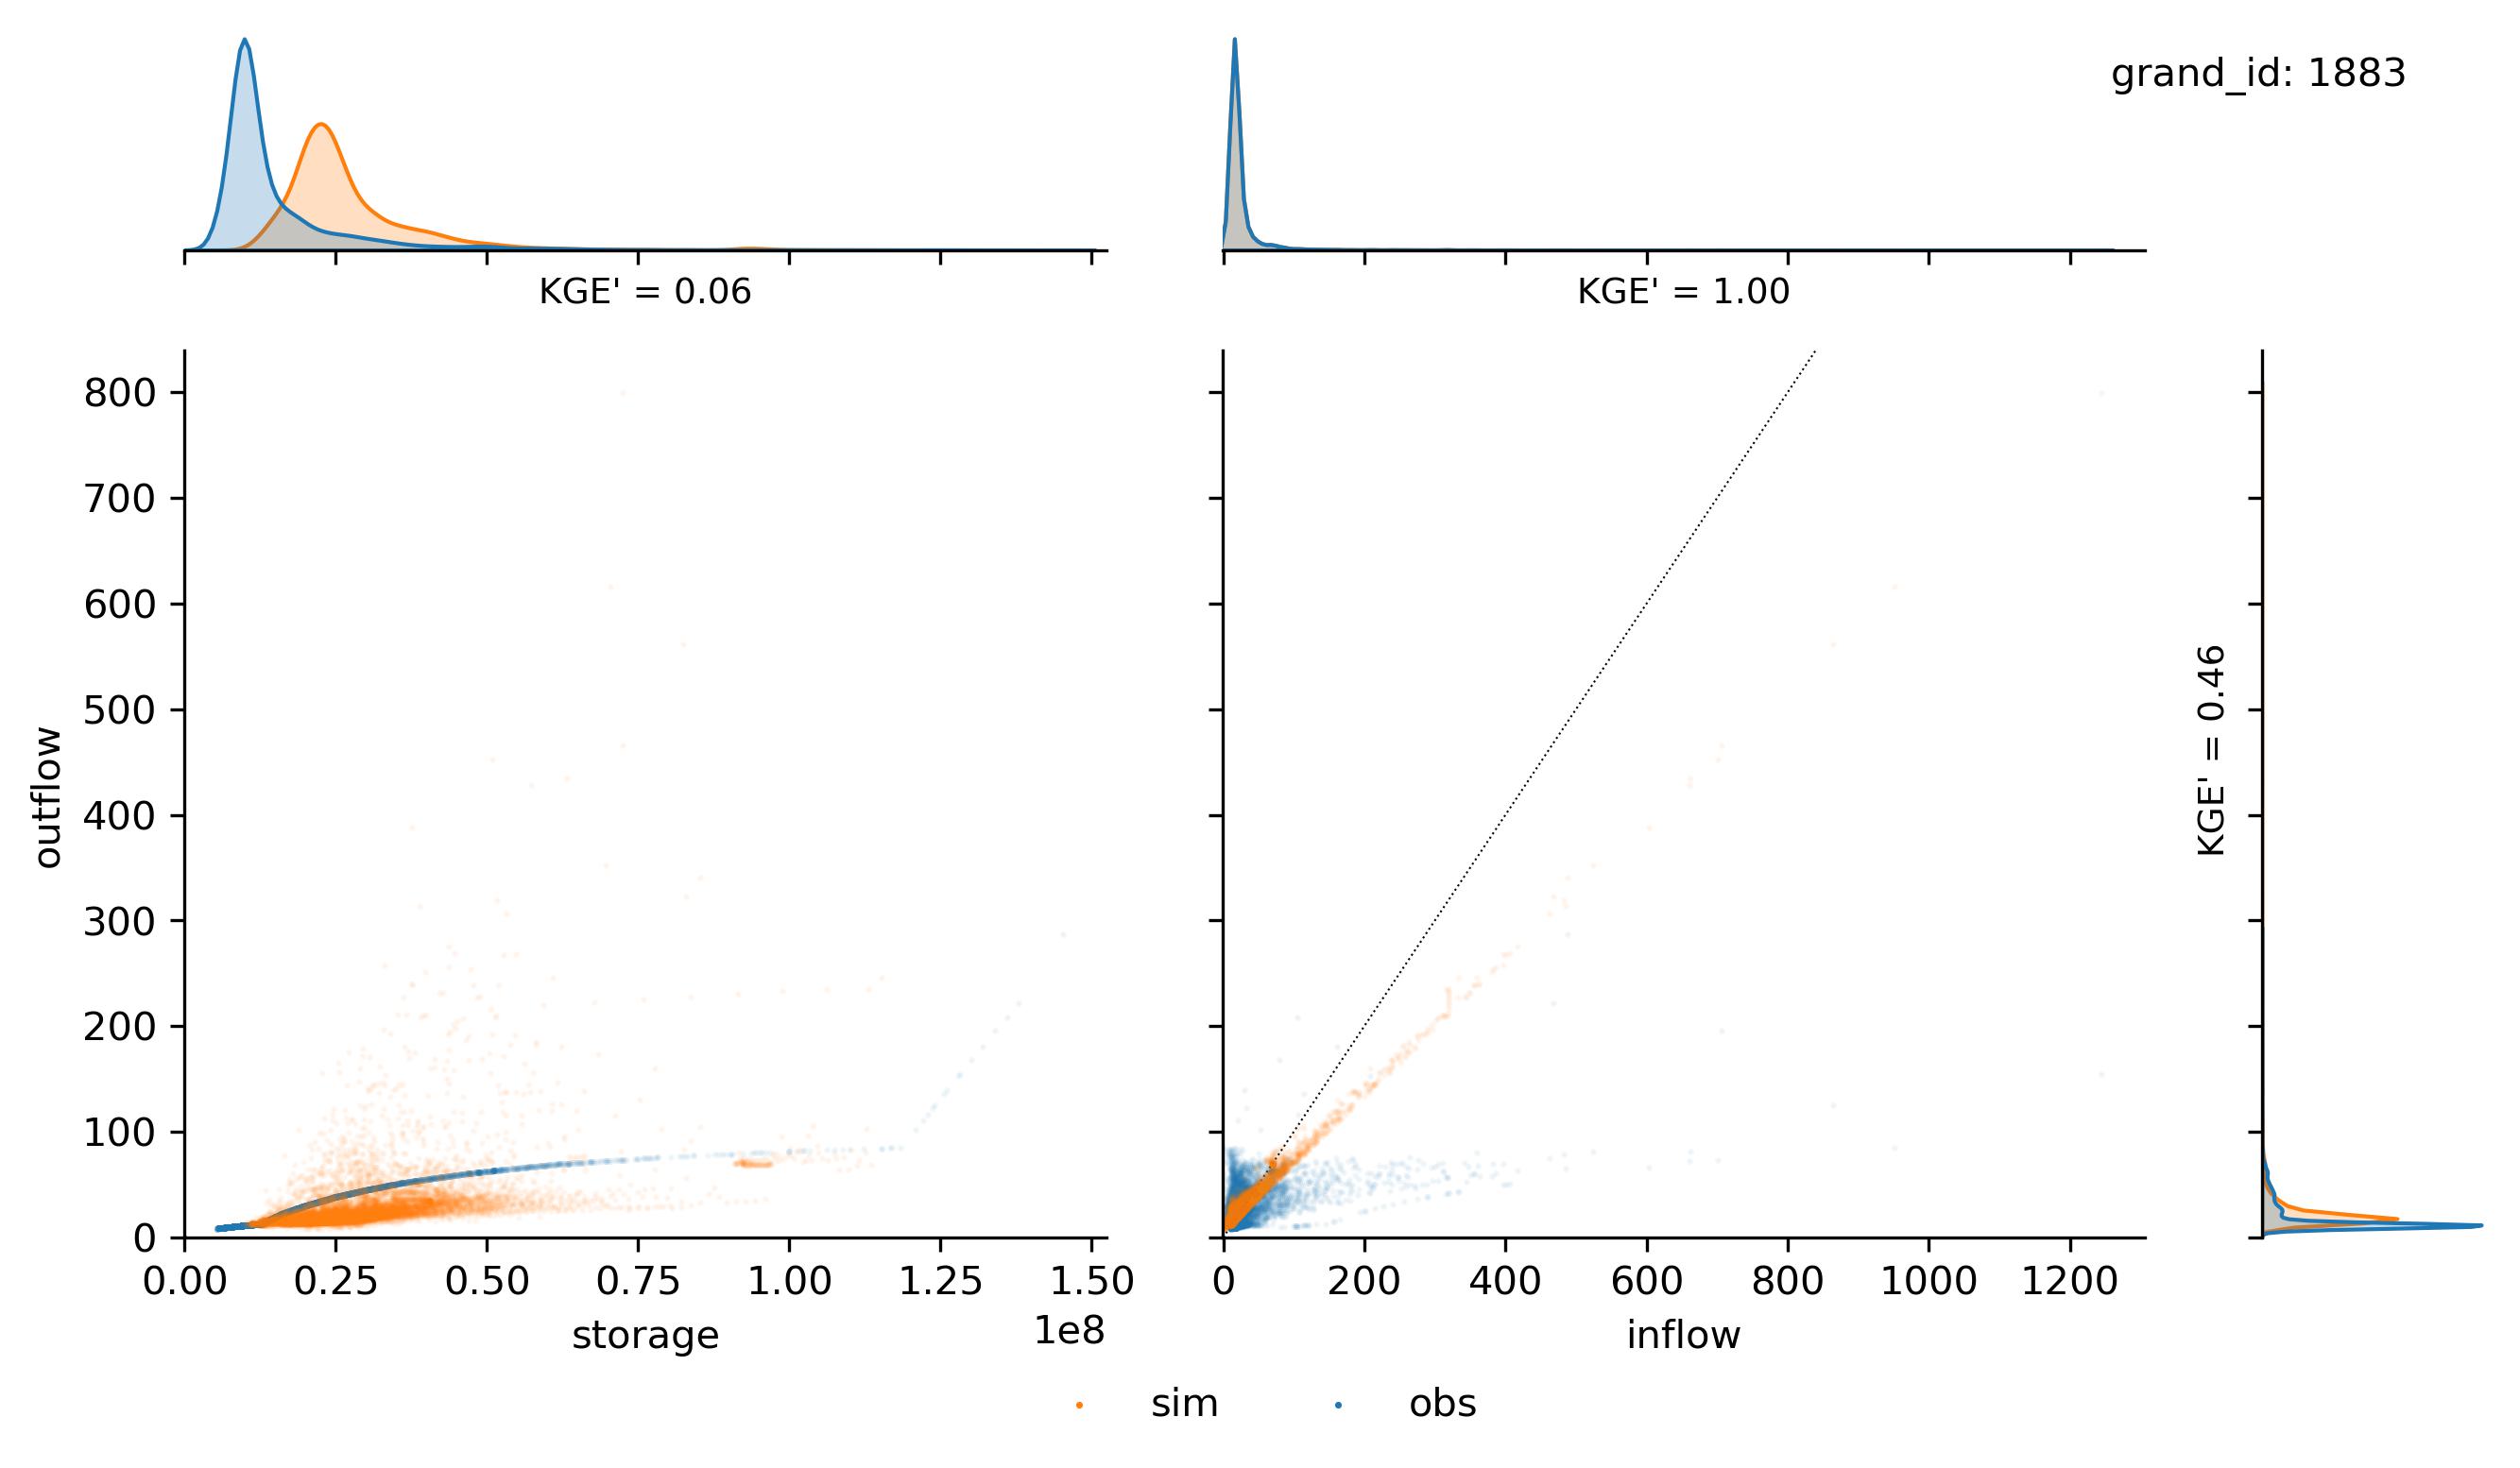 grand_id: 1883
KGE' = 0.06
KGE' = 1.00
800
700
600
500
400
300
200
100
0
outflow
KGE' = 0.46
0.00 0.25 0.50 0.75 1.00 1.25 1.50
1e8
storage
0 200 400 600 800 1000 1200
inflow
sim obs